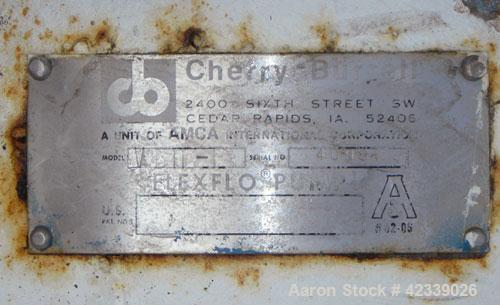 cb Cherry-Burrell
2400 SIXTH STREET SW
CEDAR RAPIDS, IA. 52406
A UNIT OF AMCA INTERNATIONAL CORPORATION
MODEL SERIAL NO
FLEXFLO® PUMP
U.S. PAT. NOS. A
Aaron Stock # 42339026